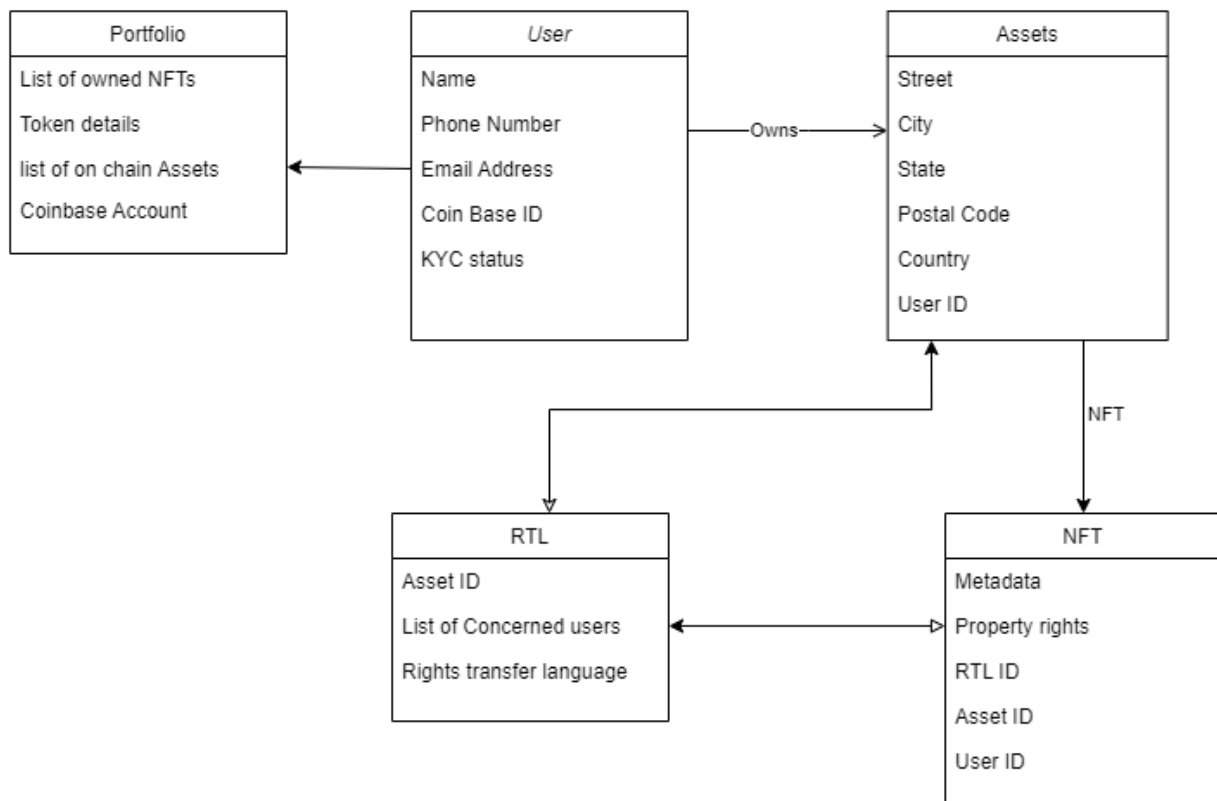 Portfolio
List of owned NFTs
Token details
list of on chain Assets
Coinbase Account
User
Name
Phone Number
Email Address
Coin Base ID
KYC status
Owns
Assets
Street
City
State
Postal Code
Country
User ID
NFT
RTL
Asset ID
List of Concerned users
Rights transfer language
NFT
Metadata
Property rights
RTL ID
Asset ID
User ID